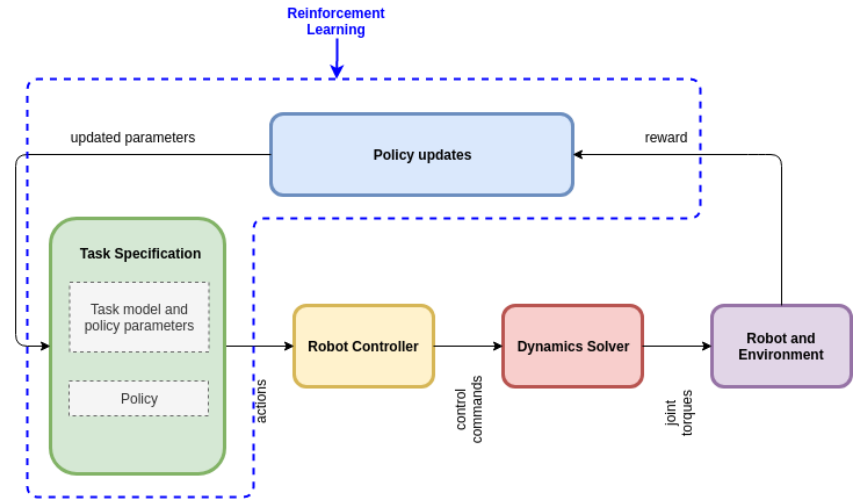 Reinforcement
Learning
updated parameters
Policy updates
reward
Task Specification
Task model and
policy parameters
Policy
actions
Robot Controller
control
commands
Dynamics Solver
joint
torques
Robot and
Environment